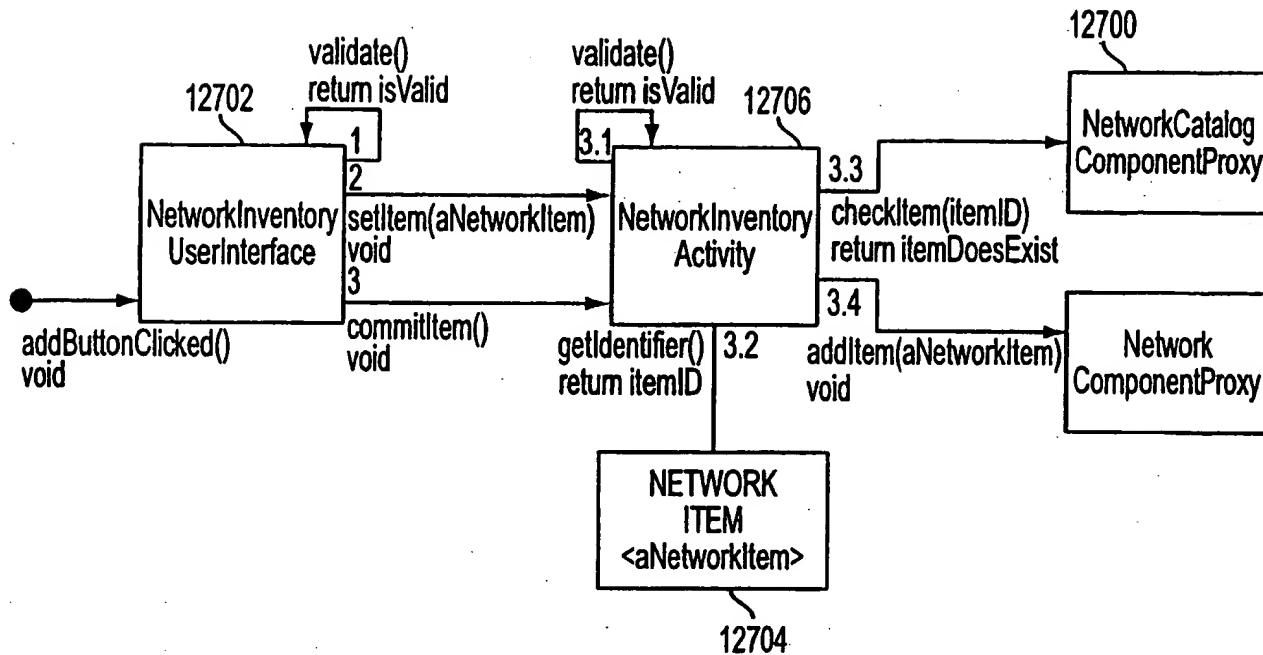 12700
validate()
return isValid
validate()
return isValid
12702
12706
1
3.1
NetworkCatalog
ComponentProxy
2
3.3
NetworkInventory
UserInterface
setItem(aNetworkItem)
void
NetworkInventory
Activity
checkItem(itemID)
return itemDoesExist
3
3.4
addButtonClicked()
void
commitItem()
void
getIdentifier()
return itemID
3.2
addItem(aNetworkItem)
void
Network
ComponentProxy
NETWORK
ITEM
<aNetworkItem>
12704